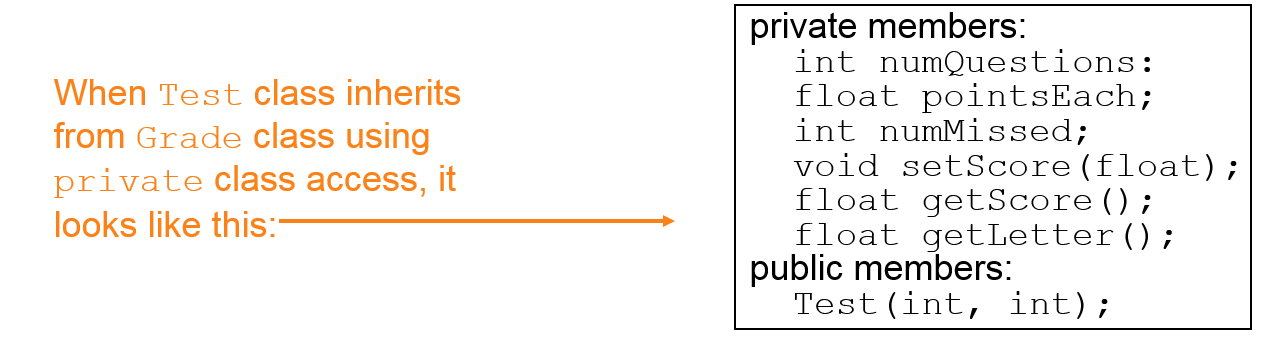 When Test class inherits
from Grade class using
private class access, it
looks like this:
private members:
int numQuestions:
float pointsEach;
int numMissed;
void setScore(float);
float getScore();
float getLetter();
public members:
Test(int, int);